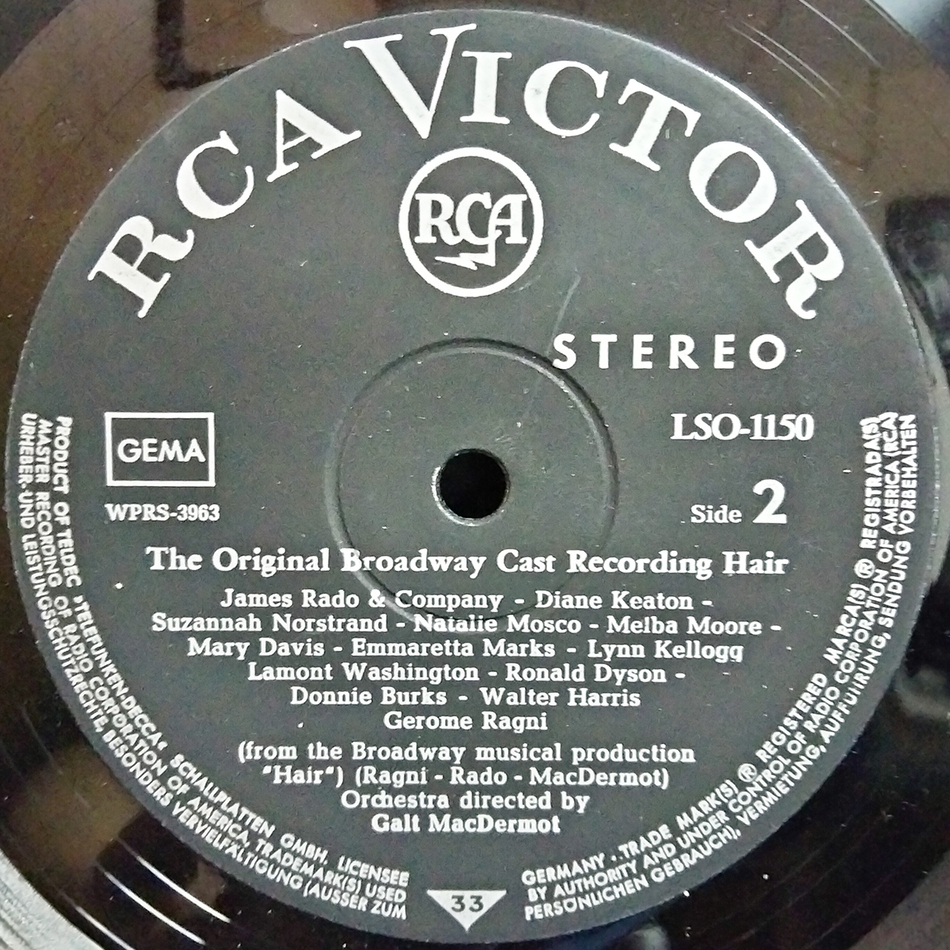 RCA VICTOR
RCA
STEREO
GEMA
LSO-1150
WPRS-3963
Side 2
The Original Broadway Cast Recording Hair
James Rado & Company - Diane Keaton -
Suzannah Norstrand - Natalie Mosco - Melba Moore -
Mary Davis - Emmaretta Marks - Lynn Kellogg
Lamont Washington - Ronald Dyson -
Donnie Burks - Walter Harris
Gerome Ragni
(from the Broadway musical production
"Hair") (Ragni - Rado - MacDermot)
Orchestra directed by
Galt MacDermot
33
PRODUCT OF TELDEC »TELEFUNKEN-DECCA« SCHALLPLATTEN GMBH, LICENSEE
MASTER RECORDING OF RADIO CORPORATION OF AMERICA, TRADEMARK(S) USED
URHEBER- UND LEISTUNGSSCHUTZRECHTE, BESONDERS VERVIELFÄLTIGUNG (AUSSER ZUM
GERMANY . TRADE MARK(S) ® REGISTERED MARCA(S) ® REGISTRADA(S)
BY AUTHORITY AND UNDER CONTROL OF RADIO CORPORATION OF AMERICA (RCA)
PERSÖNLICHEN GEBRAUCH), VERMIETUNG, AUFFÜHRUNG, SENDUNG VORBEHALTEN